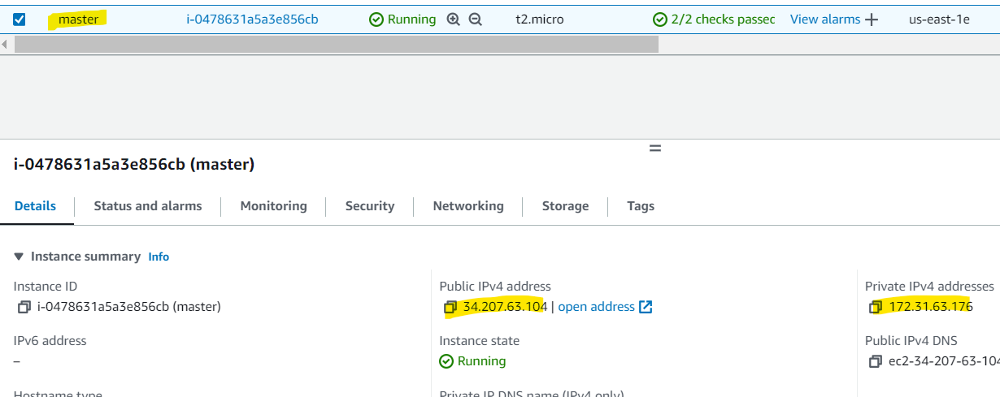 master i-0478631a5a3e856cb Running t2.micro 2/2 checks passec View alarms + us-east-1e
i-0478631a5a3e856cb (master)
Details Status and alarms Monitoring Security Networking Storage Tags
Instance summary Info
Instance ID Public IPv4 address Private IPv4 addresses
i-0478631a5a3e856cb (master) 34.207.63.104 | open address 172.31.63.176
IPv6 address Instance state Public IPv4 DNS
– Running ec2-34-207-63-104
Hostname type Private IP DNS name (IPv4 only)